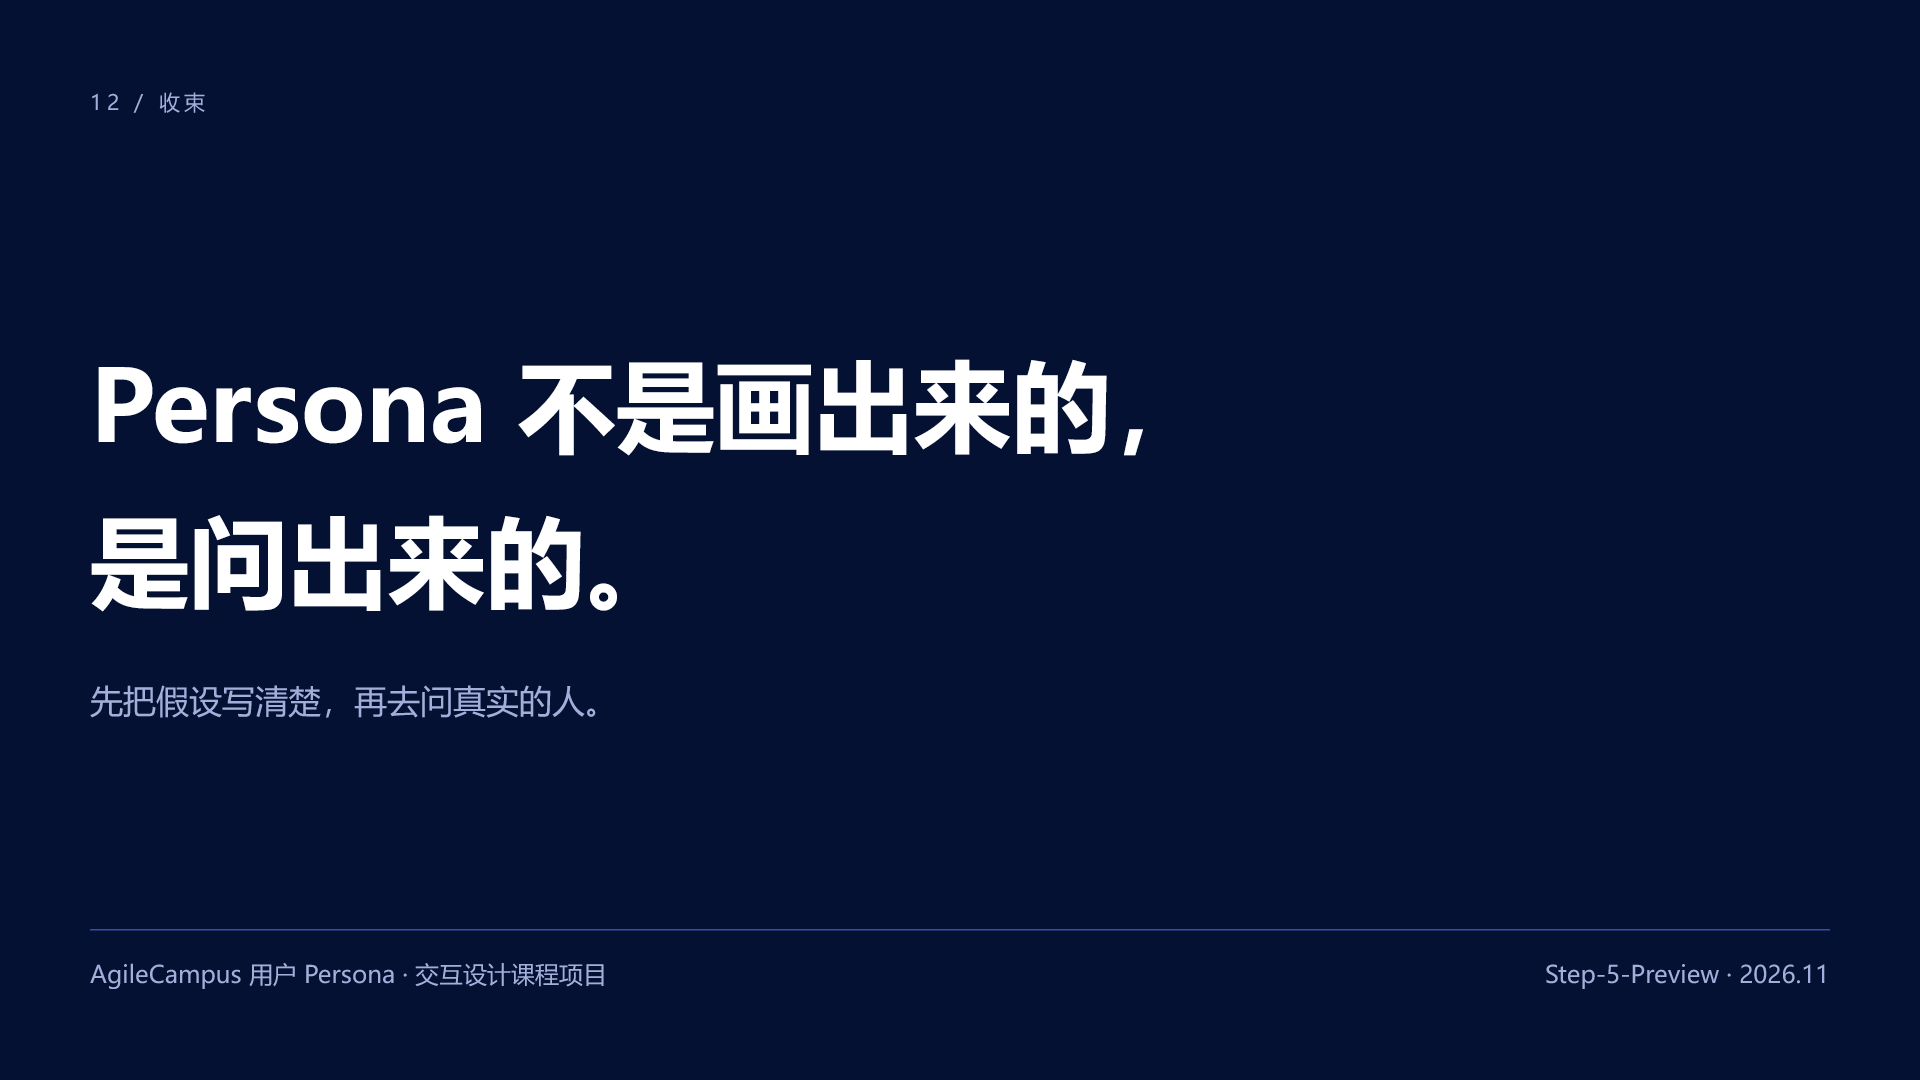 12 / 收束
Persona 不是画出来的，
是问出来的。
先把假设写清楚，再去问真实的人。
AgileCampus 用户 Persona · 交互设计课程项目
Step-5-Preview · 2026.11